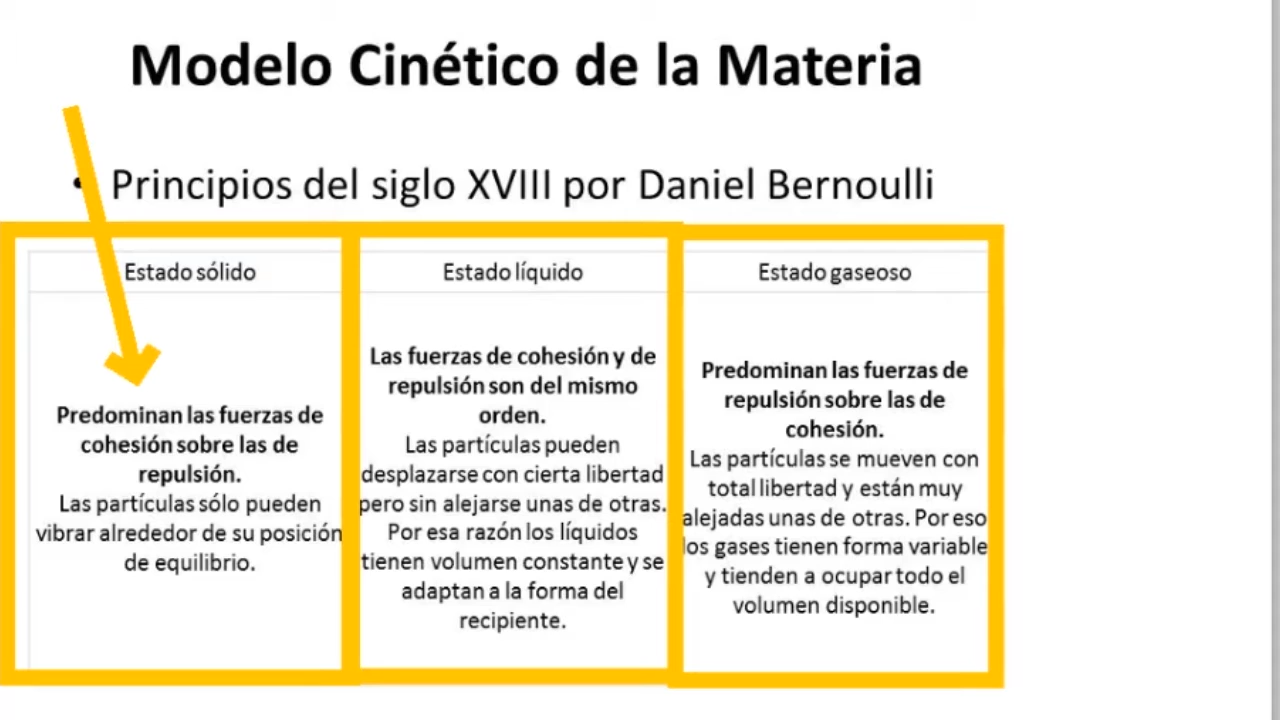 Modelo Cinético de la Materia
• Principios del siglo XVIII por Daniel Bernoulli
Estado sólido
Predominan las fuerzas de
cohesión sobre las de
repulsión.
Las partículas sólo pueden
vibrar alrededor de su posición
de equilibrio.
Estado líquido
Las fuerzas de cohesión y de
repulsión son del mismo
orden.
Las partículas pueden
desplazarse con cierta libertad
pero sin alejarse unas de otras.
Por esa razón los líquidos
tienen volumen constante y se
adaptan a la forma del
recipiente.
Estado gaseoso
Predominan las fuerzas de
repulsión sobre las de
cohesión.
Las partículas se mueven con
total libertad y están muy
alejadas unas de otras. Por eso
los gases tienen forma variable
y tienden a ocupar todo el
volumen disponible.